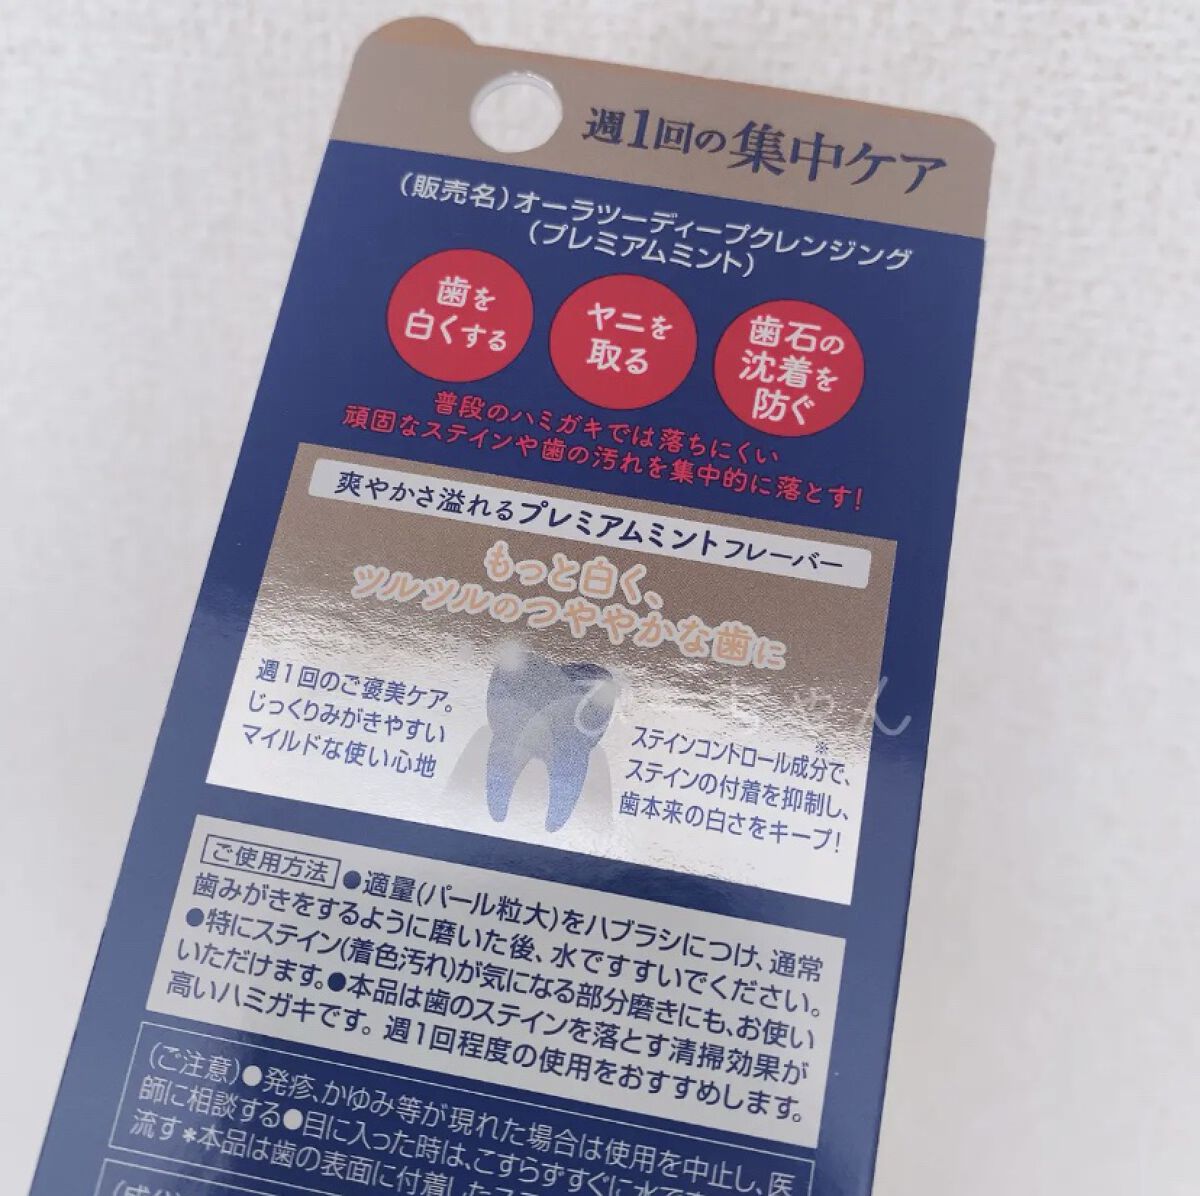 週1回の集中ケア
(販売名)オーラツーディープクレンジング
(プレミアムミント)
歯を
白くする
ヤニを
取る
歯石の
沈着を
防ぐ
普段のハミガキでは落ちにくい
頑固なステインや歯の汚れを集中的に落とす!
爽やかさ溢れるプレミアムミントフレーバー
もっと白く、
ツルツルのつややかな歯に
週1回のご褒美ケア。
じっくりみがきやすい
マイルドな使い心地
ステインコントロール成分※で、
ステインの付着を抑制し、
歯本来の白さをキープ!
ご使用方法 ●適量(パール粒大)をハブラシにつけ、通常
歯みがきをするように磨いた後、水ですすいでください。
●特にステイン(着色汚れ)が気になる部分磨きにも、お使い
いただけます。●本品は歯のステインを落とす清掃効果が
高いハミガキです。週1回程度の使用をおすすめします。
(ご注意)●発疹、かゆみ等が現れた場合は使用を中止し、医
師に相談する●目に入った時は、こすらずすぐに水で
流す*本品は歯の表面に付着した